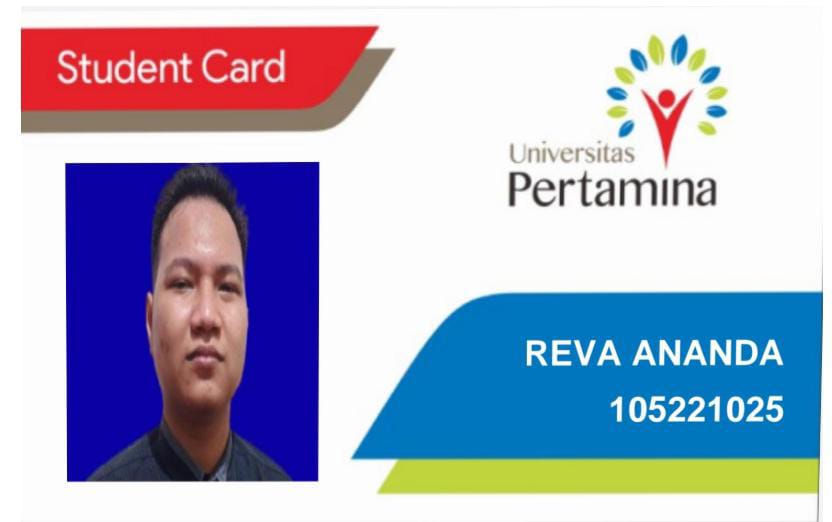 Student Card
Universitas
Pertamina
REVA ANANDA
105221025